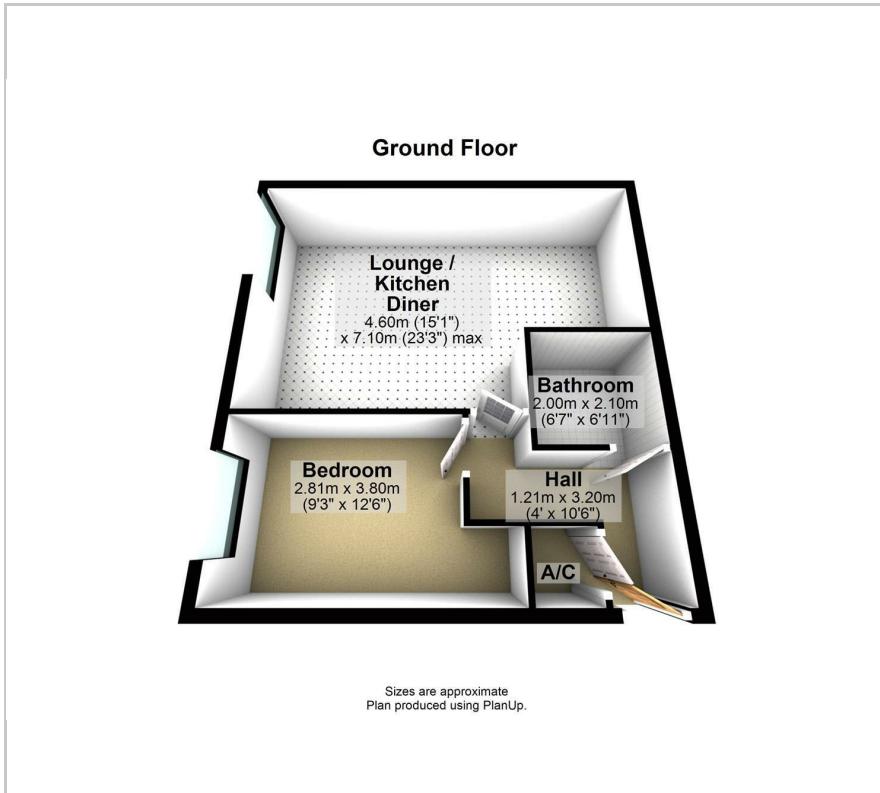 Ground Floor
Lounge /
Kitchen
Diner
4.60m (15'1")
x 7.10m (23'3") max
Bathroom
2.00m x 2.10m
(6'7" x 6'11")
Bedroom
2.81m x 3.80m
(9'3" x 12'6")
Hall
1.21m x 3.20m
(4' x 10'6")
A/C
Sizes are approximate
Plan produced using PlanUp.